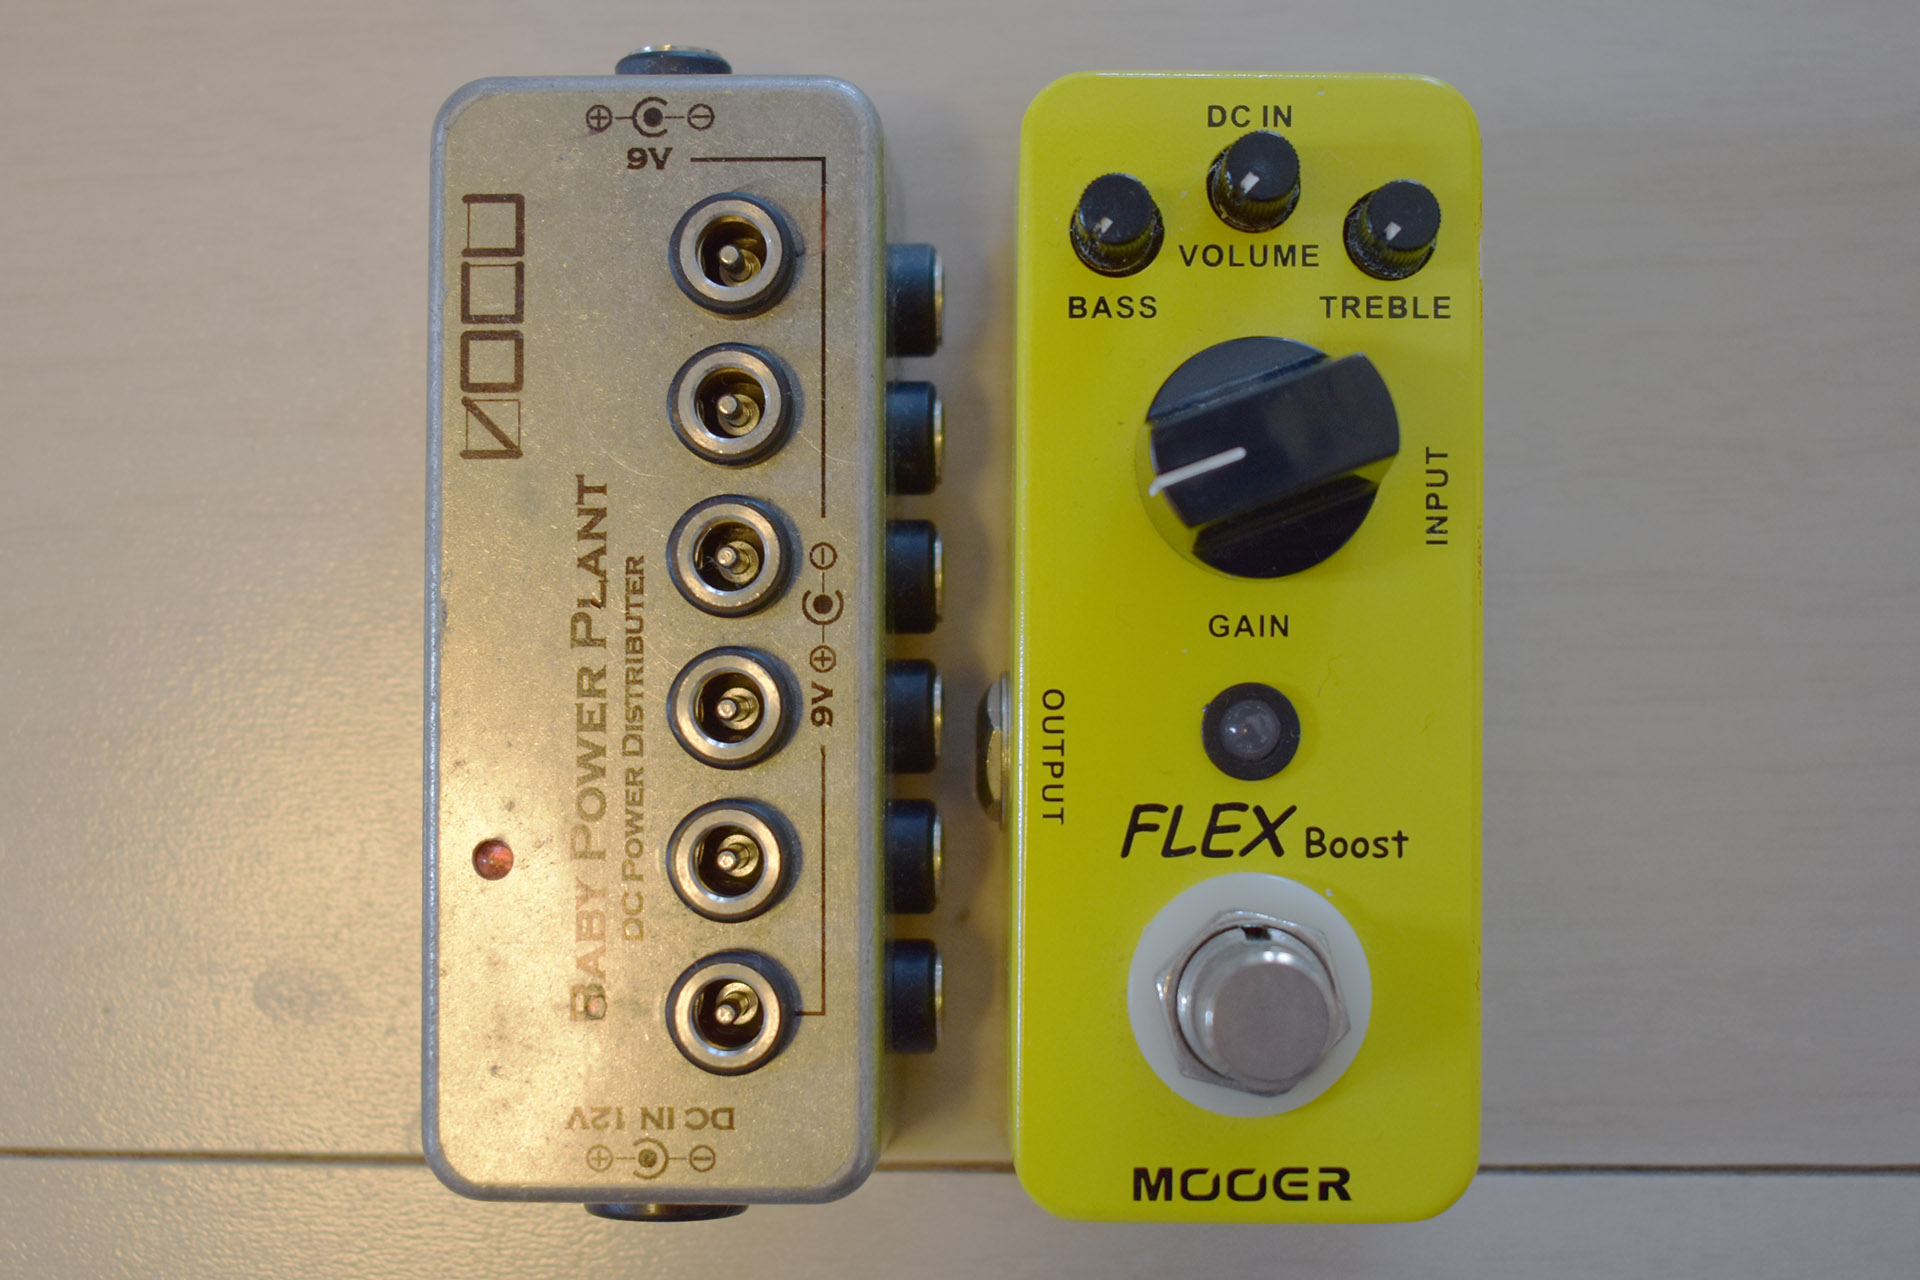 9V
VOCU
BABY POWER PLANT
DC POWER DISTRIBUTER
9V
DC IN 12V
DC IN
VOLUME
BASS
TREBLE
INPUT
GAIN
OUTPUT
FLEX Boost
MOOER